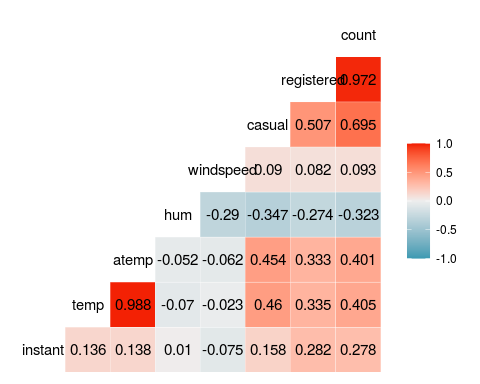 count
registered 0.972
casual 0.507 0.695
windspeed 0.09 0.082 0.093
hum -0.29 -0.347 -0.274 -0.323
atemp -0.052 -0.062 0.454 0.333 0.401
temp 0.988 -0.07 -0.023 0.46 0.335 0.405
instant 0.136 0.138 0.01 -0.075 0.158 0.282 0.278
1.0
0.5
0.0
-0.5
-1.0